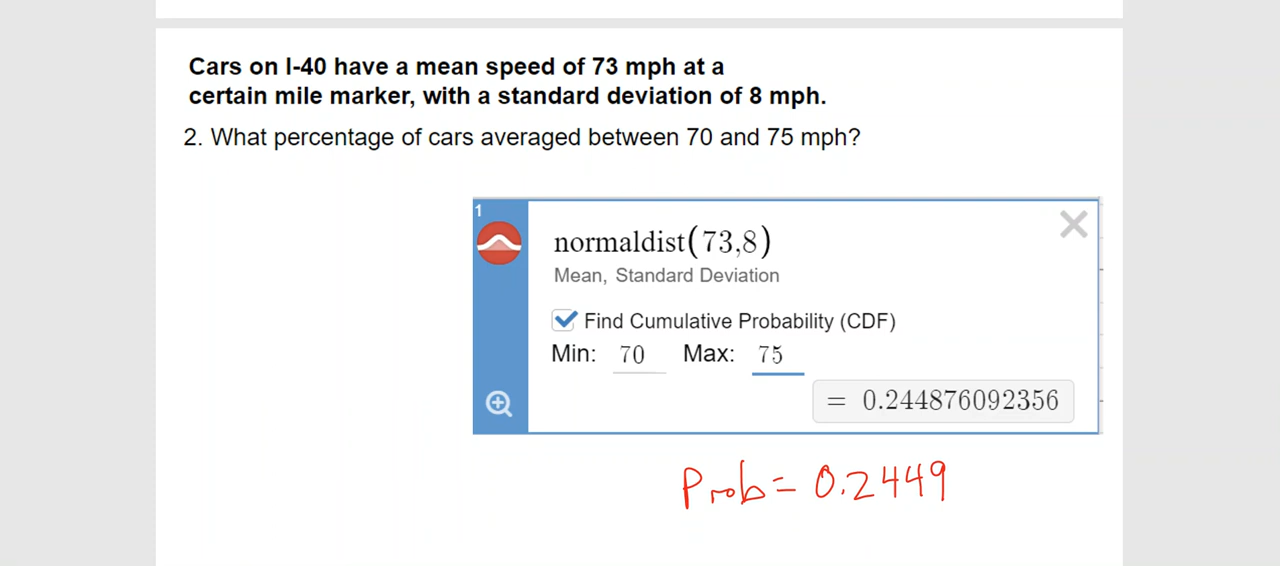 Cars on I-40 have a mean speed of 73 mph at a
certain mile marker, with a standard deviation of 8 mph.
2. What percentage of cars averaged between 70 and 75 mph?
1
normaldist(73,8)
Mean, Standard Deviation
Find Cumulative Probability (CDF)
Min: 70 Max: 75
= 0.244876092356
Prob = 0.2449